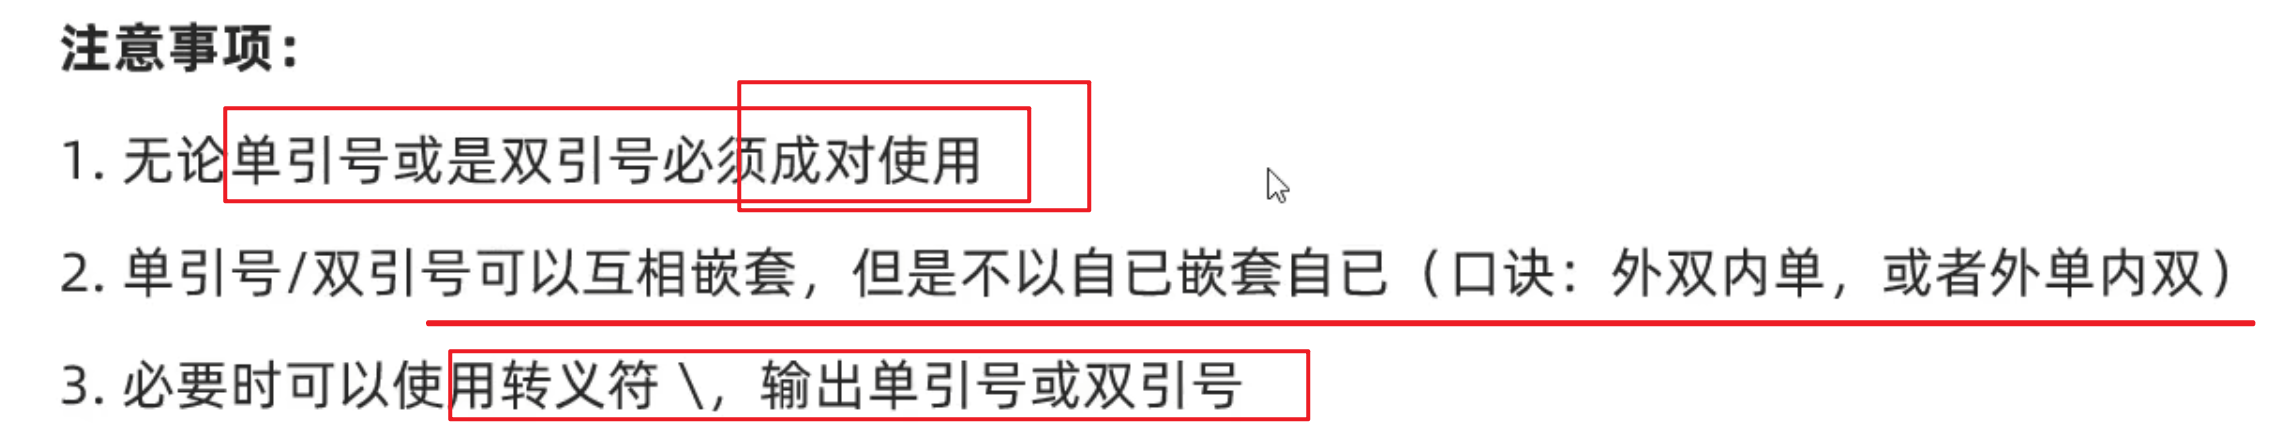 注意事项：
1. 无论单引号或是双引号必须成对使用
2. 单引号/双引号可以互相嵌套，但是不以自已嵌套自已（口诀：外双内单，或者外单内双）
3. 必要时可以使用转义符 \，输出单引号或双引号